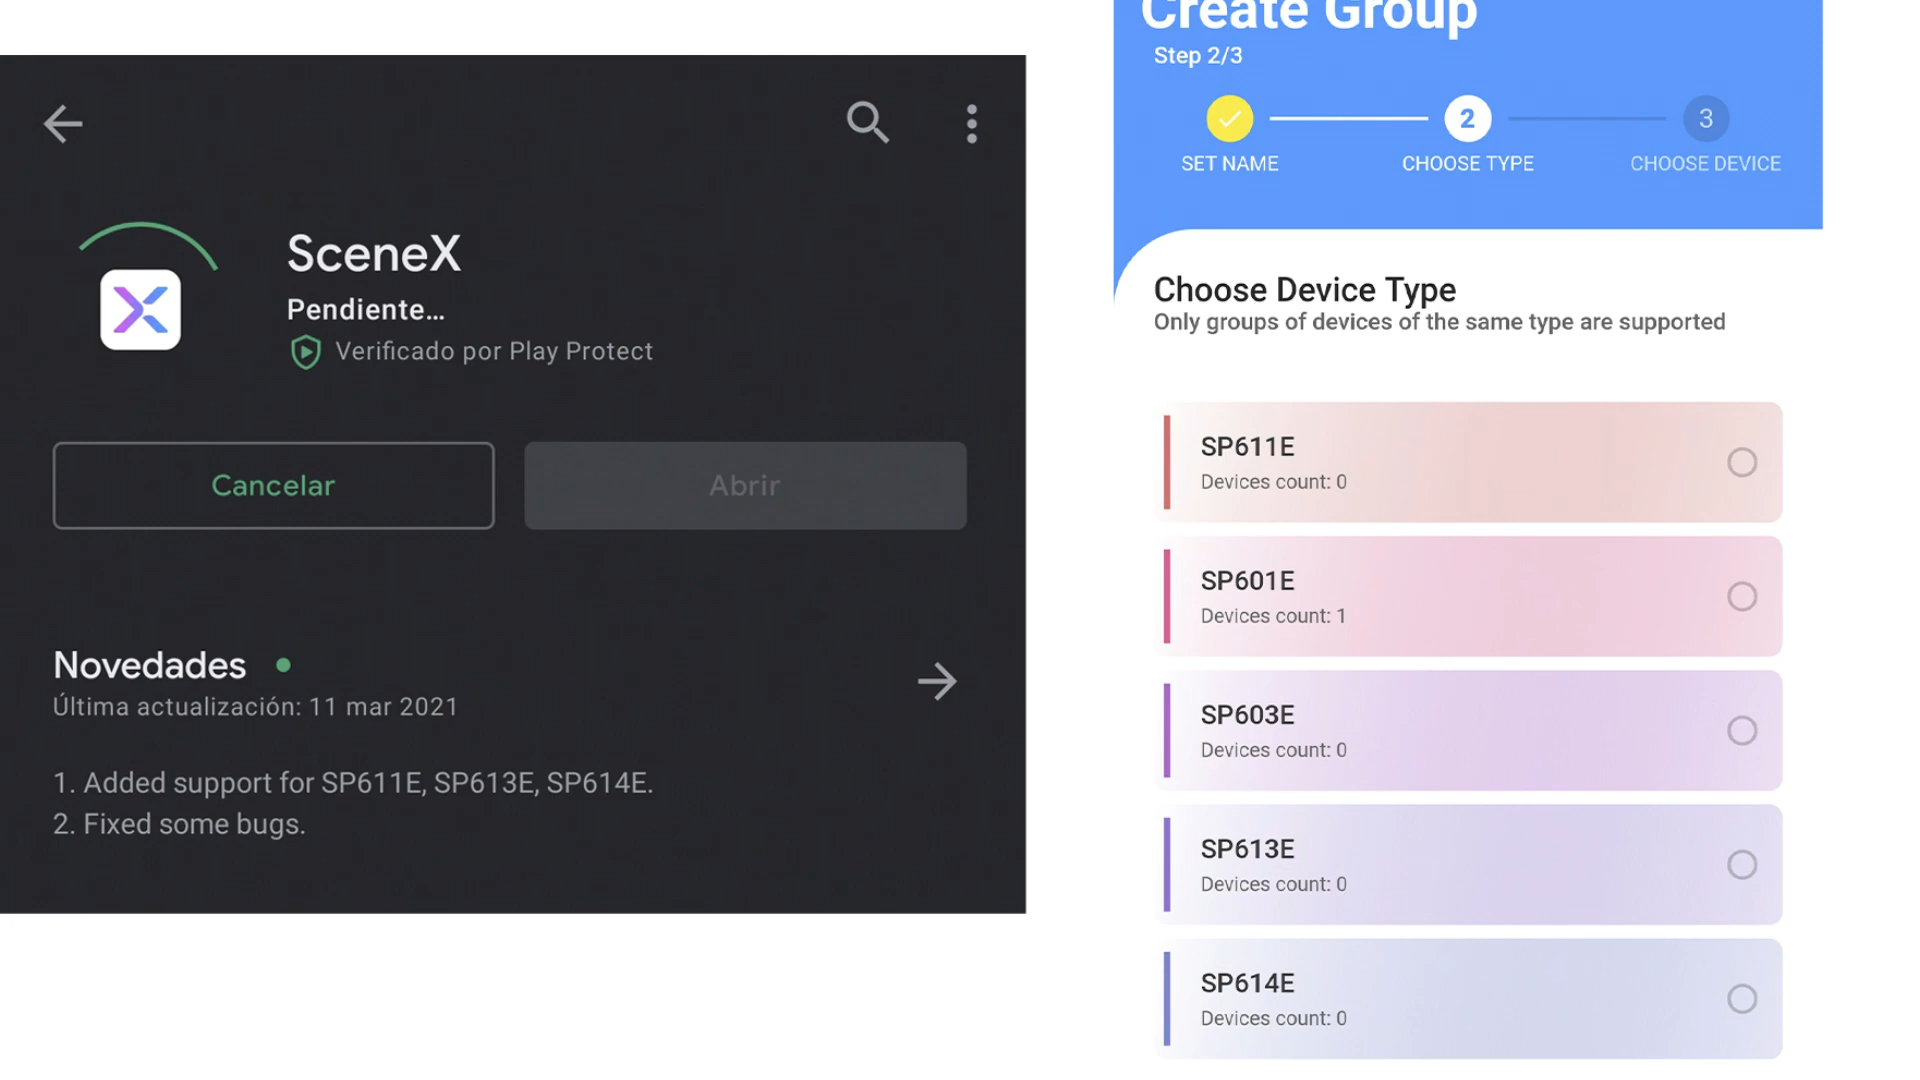 SceneX
Pendiente...
Verificado por Play Protect
Cancelar
Abrir
Novedades
Última actualización: 11 mar 2021
1. Added support for SP611E, SP613E, SP614E.
2. Fixed some bugs.
Create Group
Step 2/3
2
3
SET NAME
CHOOSE TYPE
CHOOSE DEVICE
Choose Device Type
Only groups of devices of the same type are supported
SP611E
Devices count: 0
SP601E
Devices count: 1
SP603E
Devices count: 0
SP613E
Devices count: 0
SP614E
Devices count: 0